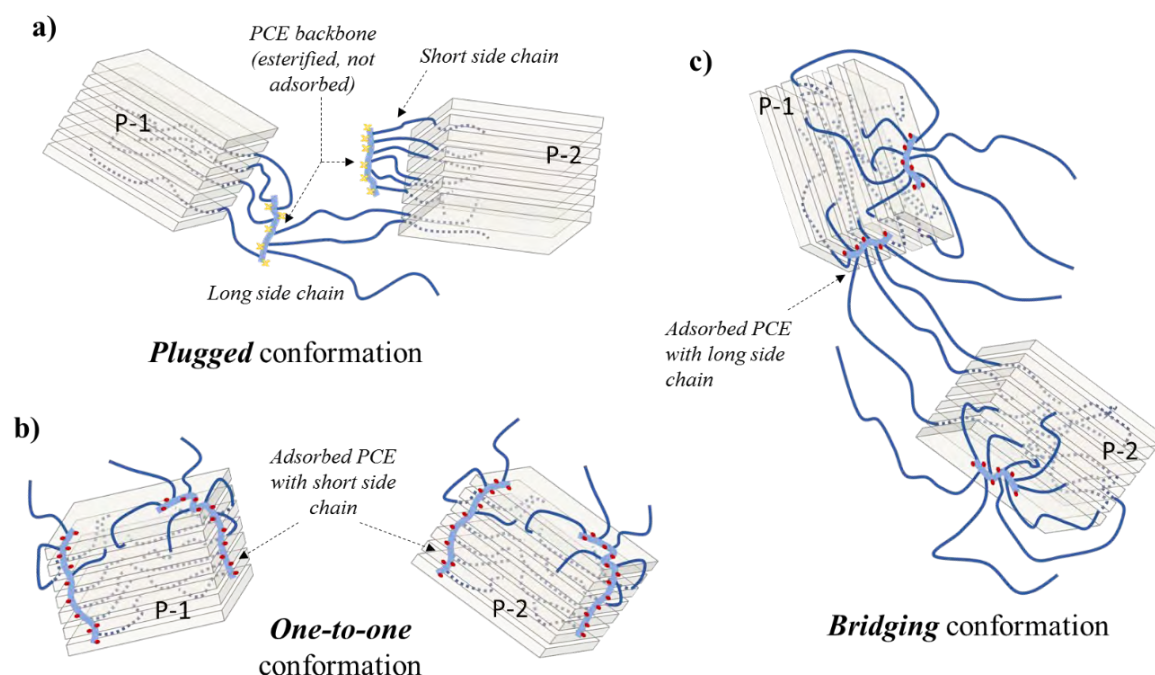 a)
PCE backbone
(esterified, not
adsorbed)
Short side chain
P-1
P-2
Long side chain
Plugged conformation
b)
Adsorbed PCE
with short side
chain
P-1
P-2
One-to-one
conformation
c)
P-1
Adsorbed PCE
with long side
chain
P-2
Bridging conformation